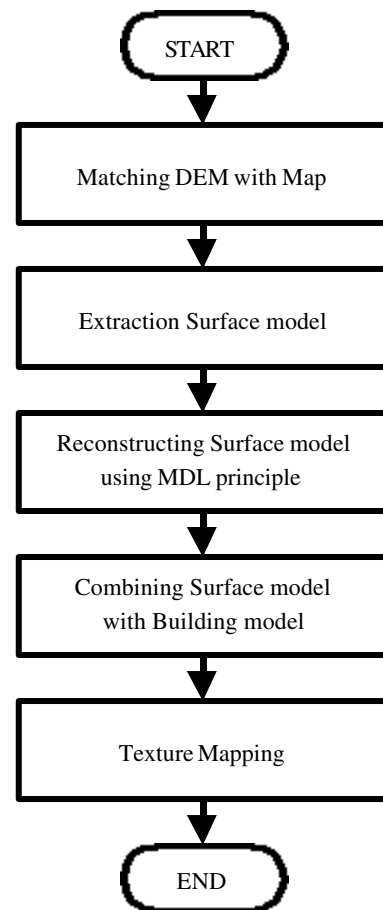 START
Matching DEM with Map
Extraction Surface model
Reconstructing Surface model
using MDL principle
Combining Surface model
with Building model
Texture Mapping
END